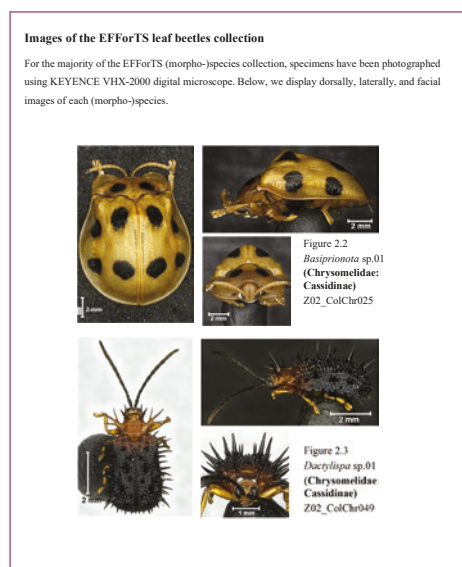 Images of the EFForTS leaf beetles collection
For the majority of the EFForTS (morpho-)species collection, specimens have been photographed
using KEYENCE VHX-2000 digital microscope. Below, we display dorsally, laterally, and facial
images of each (morpho-)species.
2 mm
2 mm
2 mm
Figure 2.2
Basiprionota sp.01
(Chrysomelidae:
Cassidinae)
Z02_ColChr025
2 mm
2 mm
1 mm
Figure 2.3
Dactylispa sp.01
(Chrysomelidae
Cassidinae)
Z02_ColChr049